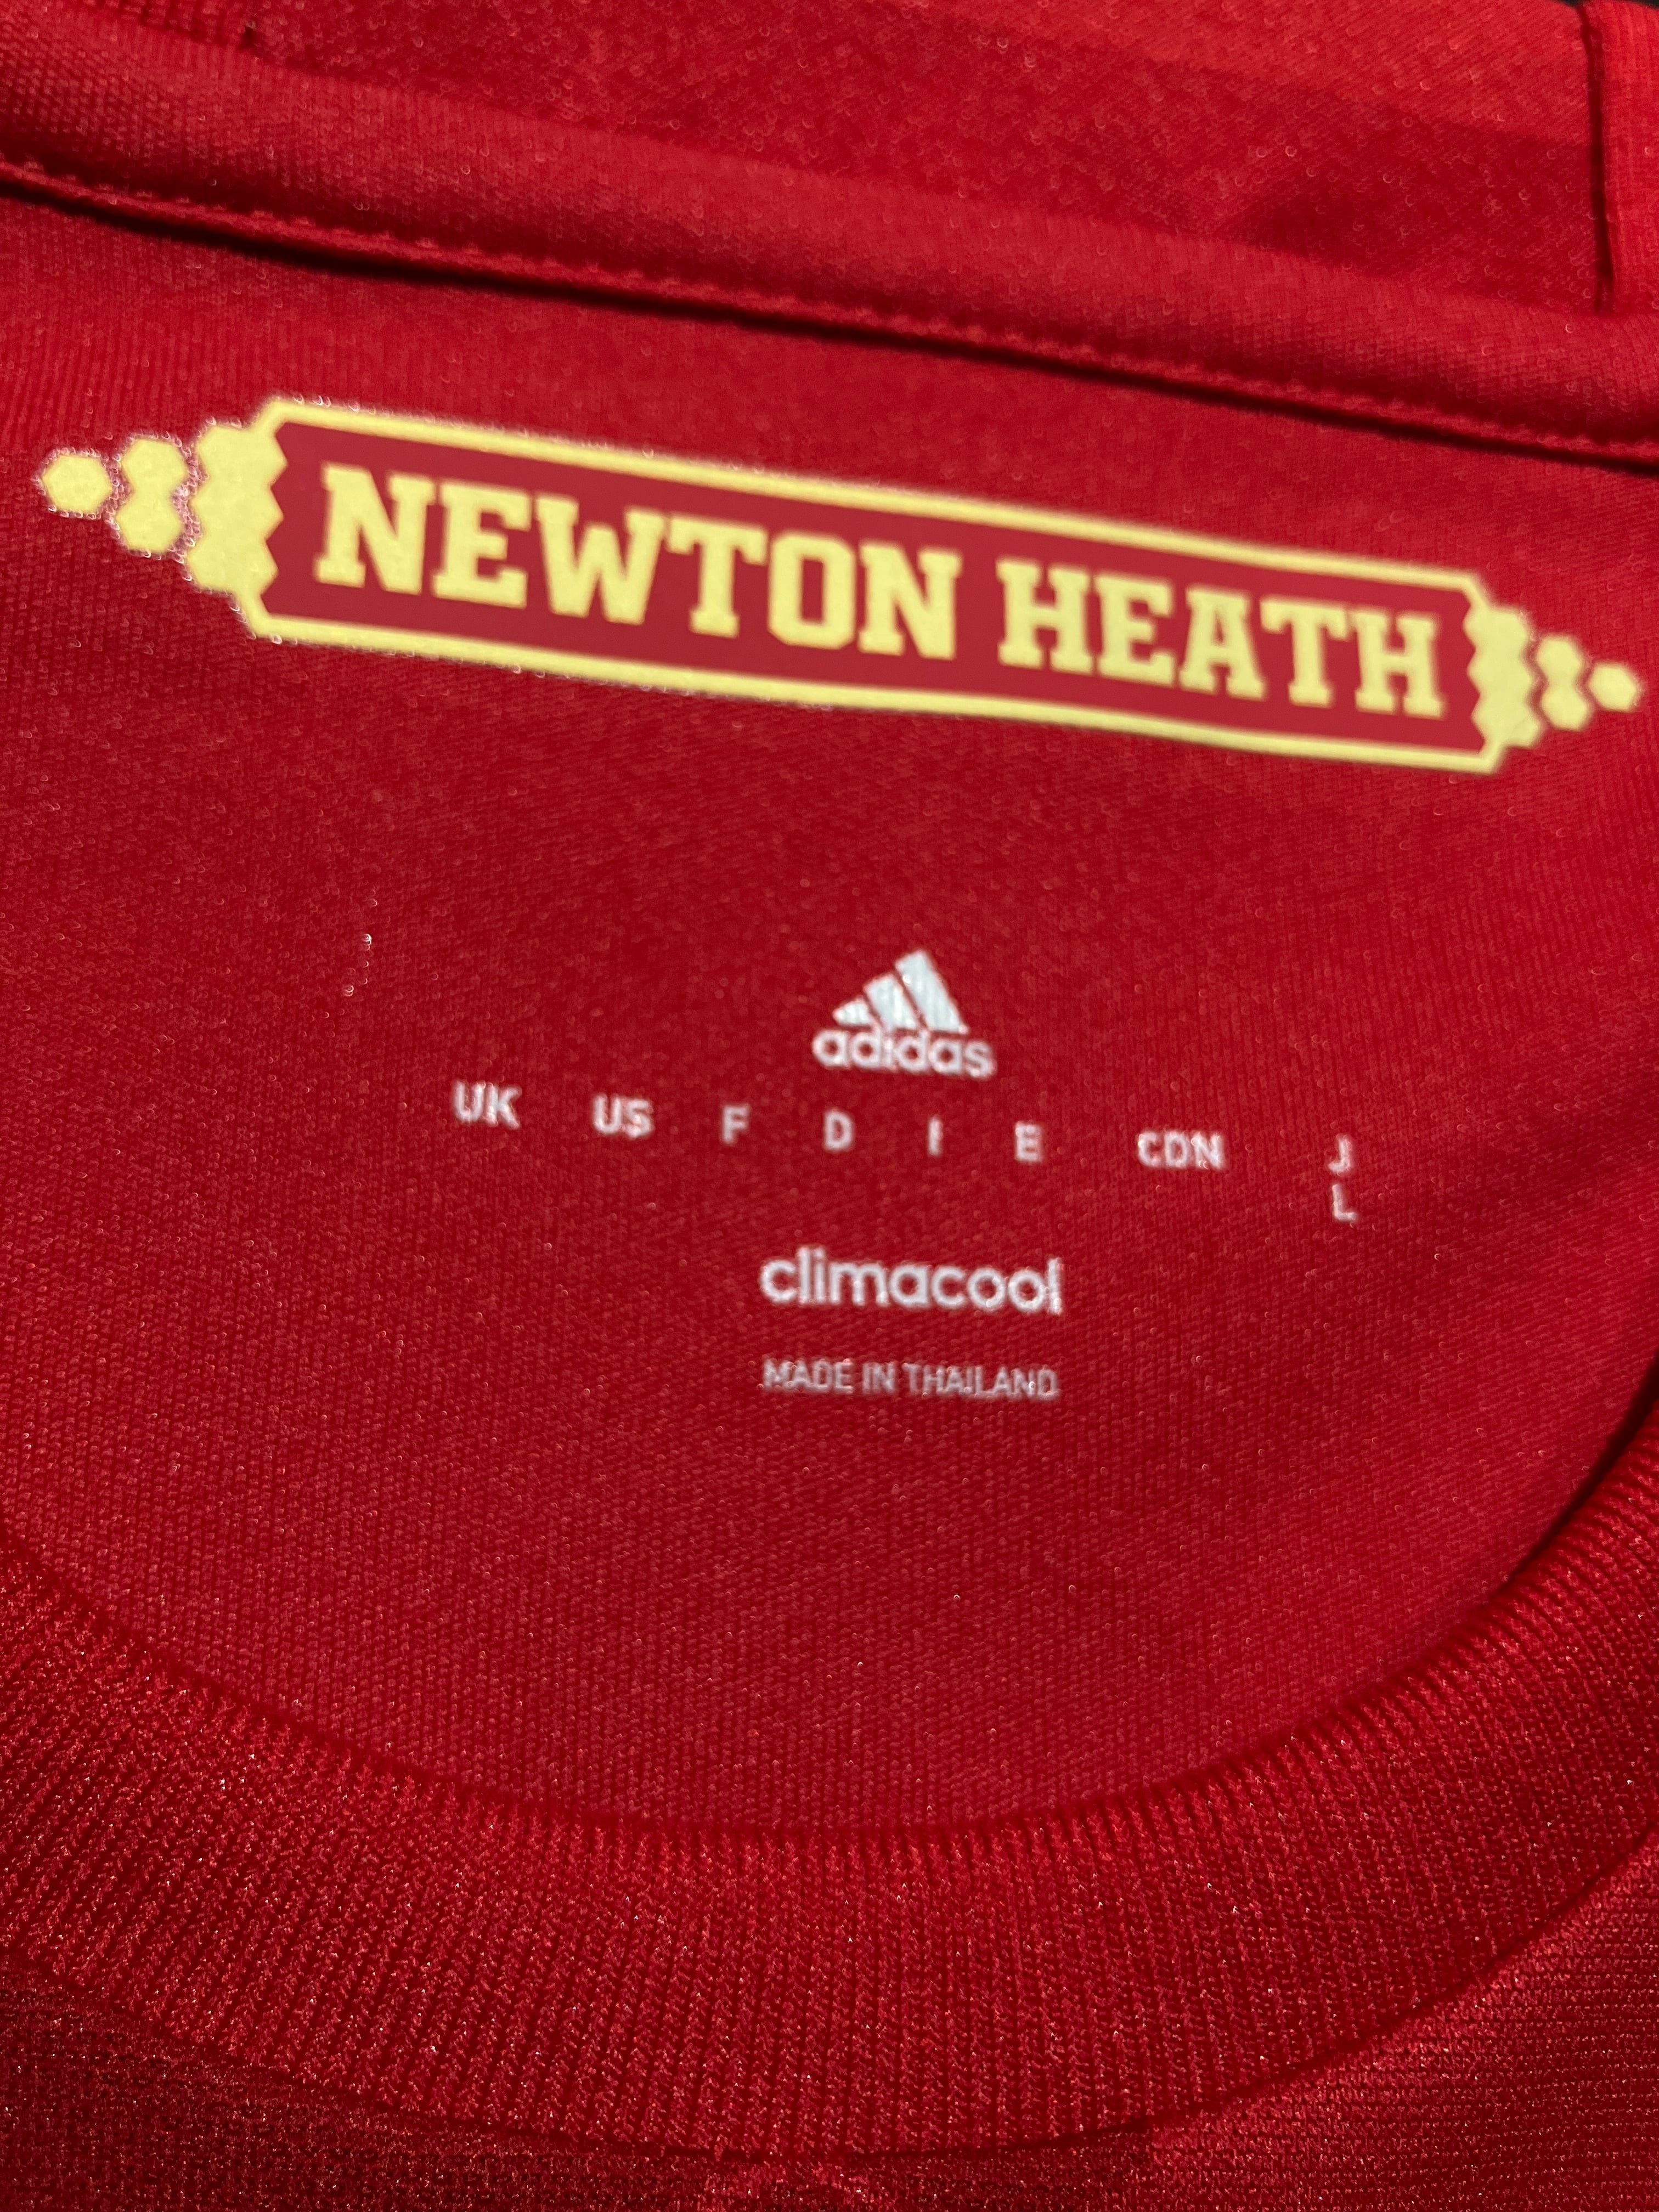 NEWTON HEATH
adidas
UK US F D I E CDN J
L
climacool
MADE IN THAILAND